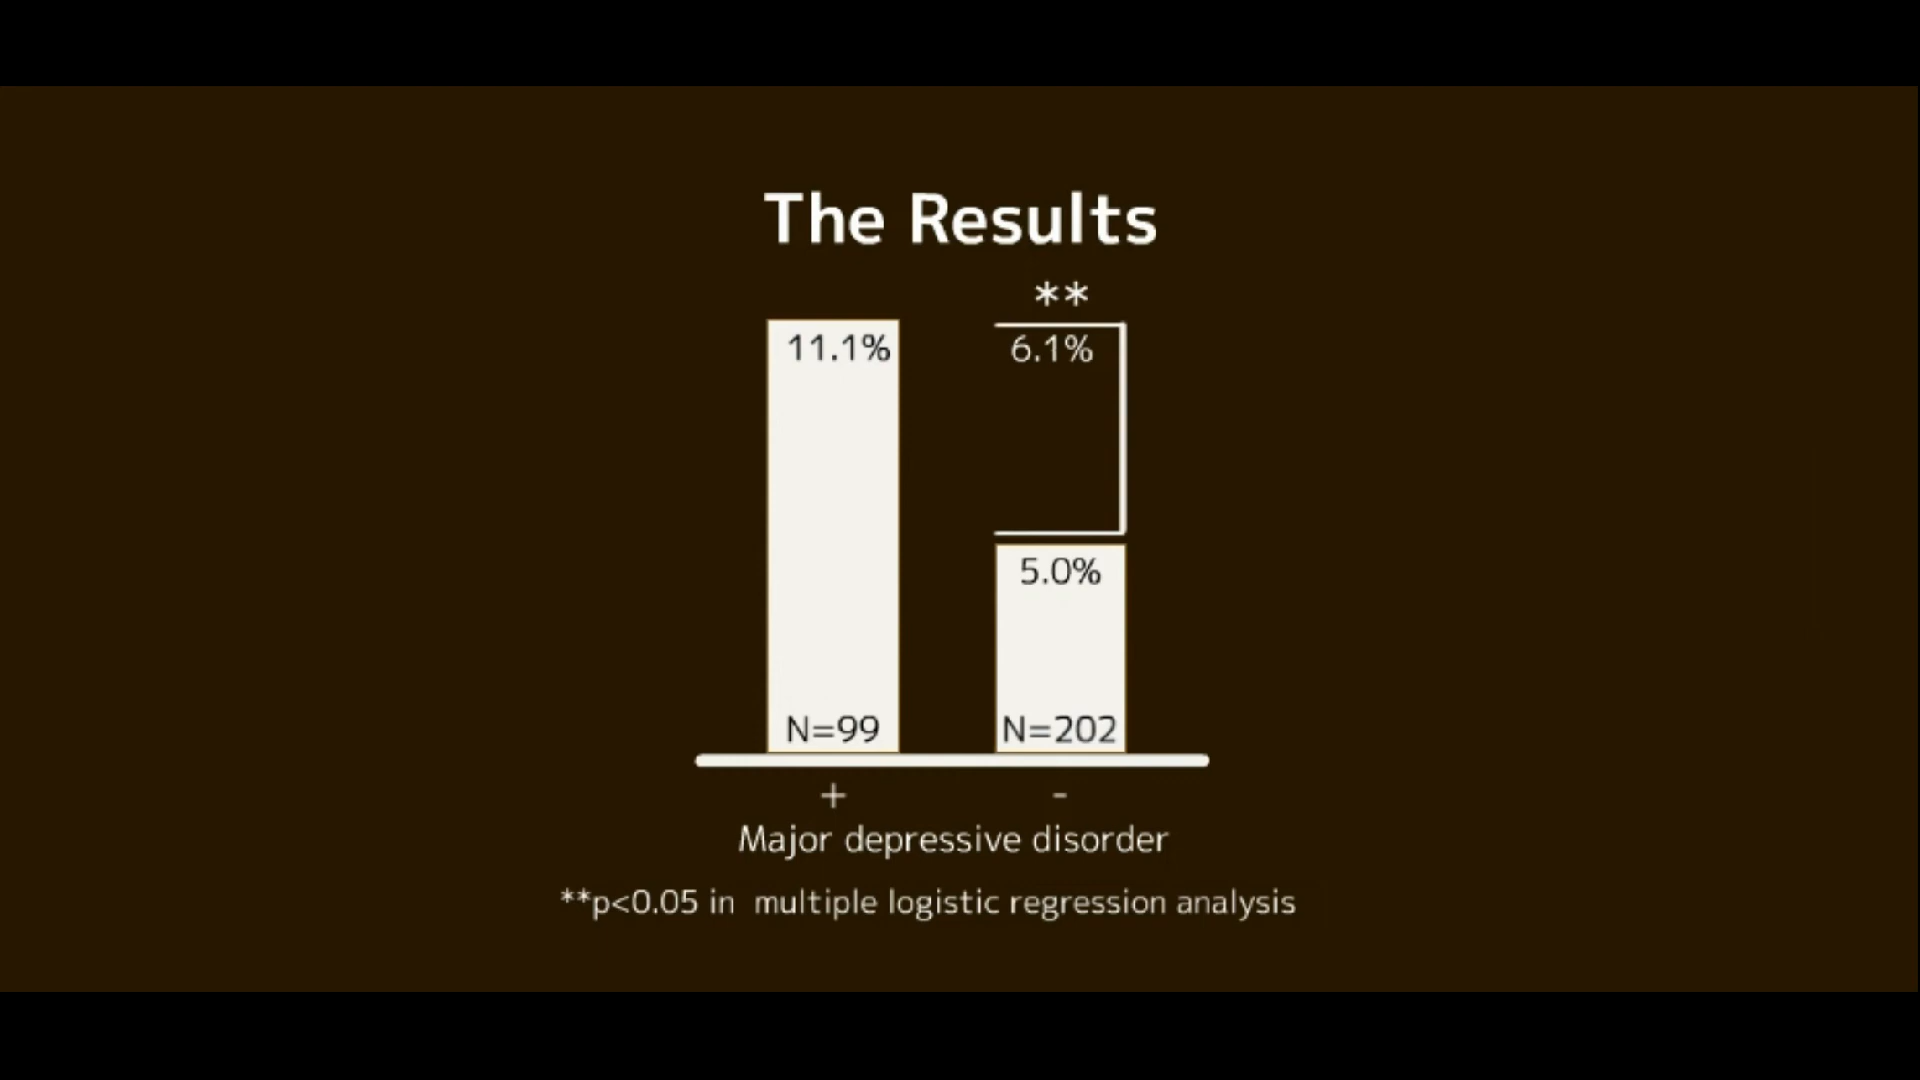 The Results
**
11.1% 6.1%
5.0%
N=99 N=202
+ -
Major depressive disorder
**p<0.05 in multiple logistic regression analysis